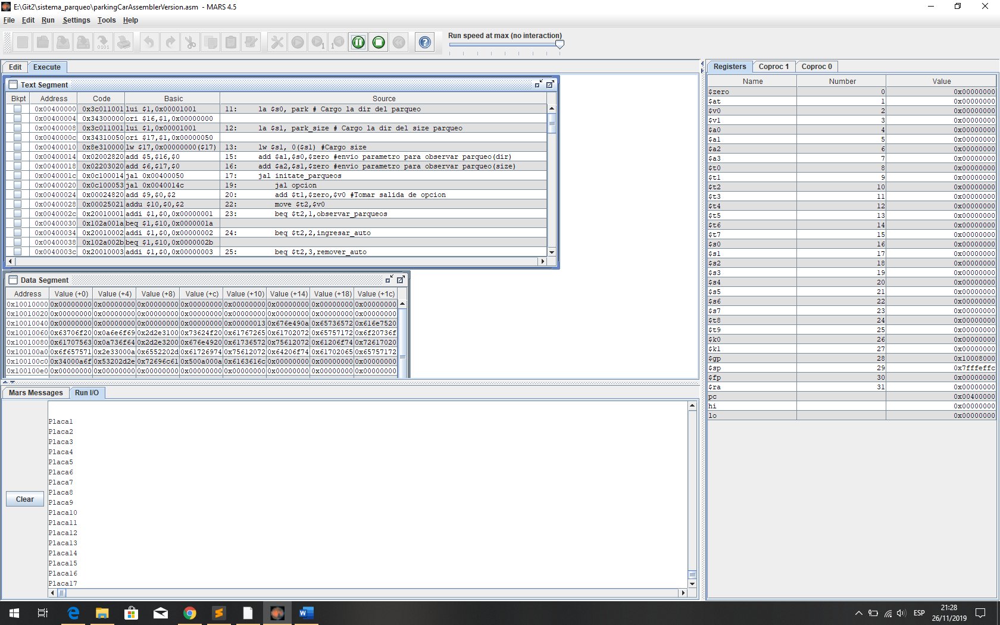 E:\Git2\sistema_parqueo\parkingCarAssemblerVersion.asm - MARS 4.5
File Edit Run Settings Tools Help
Run speed at max (no interaction)
Edit Execute
Text Segment
Bkpt Address Code Basic Source
0x00400000 0x3c011001 lui $1,0x00001001 11: la $s0, park # Cargo la dir del parqueo
0x00400004 0x34300000 ori $16,$1,0x00000000
0x00400008 0x3c011001 lui $1,0x00001001 12: la $s1, park_size # Cargo la dir del size parqueo
0x0040000c 0x34310050 ori $17,$1,0x00000050
0x00400010 0x8e310000 lw $17,0x00000000($17) 13: lw $s1, 0($s1) #Cargo size
0x00400014 0x02002820 add $5,$16,$0 15: add $a1,$s0,$zero #envio parametro para observar parqueo(dir)
0x00400018 0x02203020 add $6,$17,$0 16: add $a2,$s1,$zero #envio parametro para observar parqueo(size)
0x0040001c 0x0c100014 jal 0x00400050 17: jal initate_parqueos
0x00400020 0x0c100053 jal 0x0040014c 19: jal opcion
0x00400024 0x00024820 add $9,$0,$2 20: add $t1,$zero,$v0 #Tomar salida de opcion
0x00400028 0x00025021 addu $10,$0,$2 22: move $t2,$v0
0x0040002c 0x20010001 addi $1,$0,0x00000001 23: beq $t2,1,observar_parqueos
0x00400030 0x102a001a beq $1,$10,0x0000001a
0x00400034 0x20010002 addi $1,$0,0x00000002 24: beq $t2,2,ingresar_auto
0x00400038 0x102a002b beq $1,$10,0x0000002b
0x0040003c 0x20010003 addi $1,$0,0x00000003 25: beq $t2,3,remover_auto
Data Segment
Address Value (+0) Value (+4) Value (+8) Value (+c) Value (+10) Value (+14) Value (+18) Value (+1c)
0x10010000 0x00000000 0x00000000 0x00000000 0x00000000 0x00000000 0x00000000 0x00000000 0x00000000
0x10010020 0x00000000 0x00000000 0x00000000 0x00000000 0x00000000 0x00000000 0x00000000 0x00000000
0x10010040 0x00000000 0x00000000 0x00000000 0x00000000 0x00000013 0x676e490a 0x65736572 0x616e7520
0x10010060 0x63706f20 0x0a6e6f69 0x2d2e3100 0x73624f20 0x61767265 0x61702072 0x65757172 0x6f20736f
0x10010080 0x61707563 0x0a736f64 0x2d2e3200 0x676e4920 0x61736572 0x75612072 0x61206f74 0x72617020
0x100100a0 0x6f657571 0x2e33000a 0x6552202d 0x61726974 0x75612072 0x64206f74 0x61702065 0x65757172
0x100100c0 0x34000a6f 0x53202d2e 0x72696c61 0x500a000a 0x6163616c 0x00000000 0x00000000 0x00000000
0x100100e0 0x00000000 0x00000000 0x00000000 0x00000000 0x00000000 0x00000000 0x00000000 0x00000000
Mars Messages Run I/O
Clear
Placa1
Placa2
Placa3
Placa4
Placa5
Placa6
Placa7
Placa8
Placa9
Placa10
Placa11
Placa12
Placa13
Placa14
Placa15
Placa16
Placa17
Registers Coproc 1 Coproc 0
Name Number Value
$zero 0 0x00000000
$at 1 0x00000000
$v0 2 0x00000000
$v1 3 0x00000000
$a0 4 0x00000000
$a1 5 0x00000000
$a2 6 0x00000000
$a3 7 0x00000000
$t0 8 0x00000000
$t1 9 0x00000000
$t2 10 0x00000000
$t3 11 0x00000000
$t4 12 0x00000000
$t5 13 0x00000000
$t6 14 0x00000000
$t7 15 0x00000000
$s0 16 0x00000000
$s1 17 0x00000000
$s2 18 0x00000000
$s3 19 0x00000000
$s4 20 0x00000000
$s5 21 0x00000000
$s6 22 0x00000000
$s7 23 0x00000000
$t8 24 0x00000000
$t9 25 0x00000000
$k0 26 0x00000000
$k1 27 0x00000000
$gp 28 0x10008000
$sp 29 0x7fffeffc
$fp 30 0x00000000
$ra 31 0x00000000
pc 0x00400000
hi 0x00000000
lo 0x00000000
ESP
21:28
26/11/2019